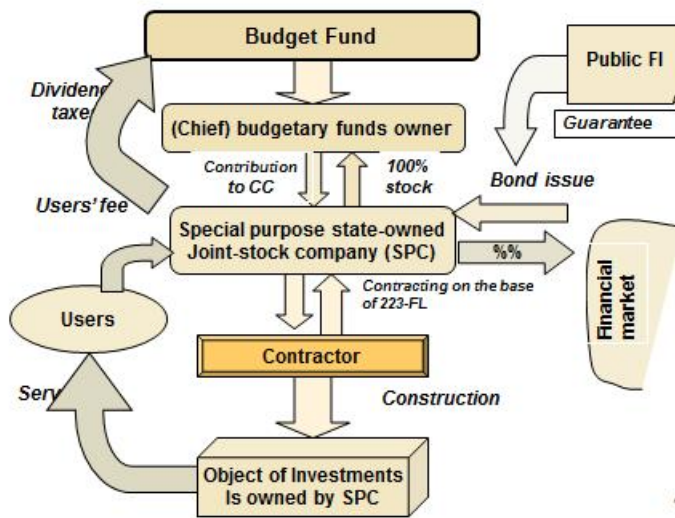 Budget Fund
Public FI
Guarantee
(Chief) budgetary funds owner
Contribution
to CC
100%
stock
Bond issue
Users' fee
Special purpose state-owned
Joint-stock company (SPC)
%%
Contracting on the base
of 223-FL
Financial
market
Users
Contractor
Construction
Object of Investments
Is owned by SPC